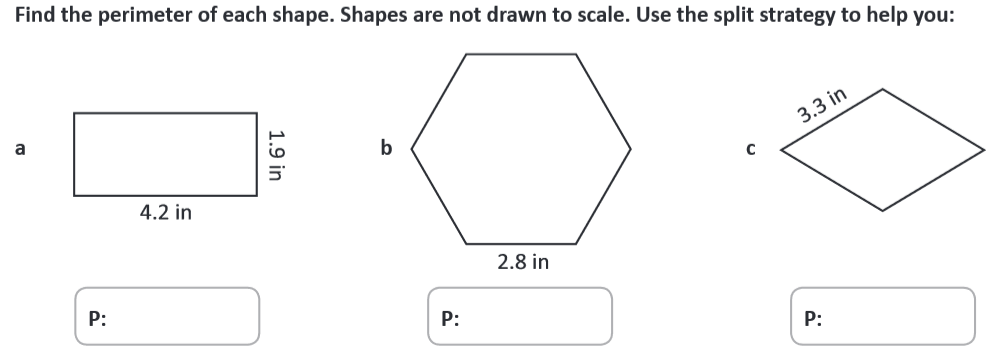 Find the perimeter of each shape. Shapes are not drawn to scale. Use the split strategy to help you:
a
1.9 in
4.2 in
P:
b
2.8 in
P:
c
3.3 in
P: